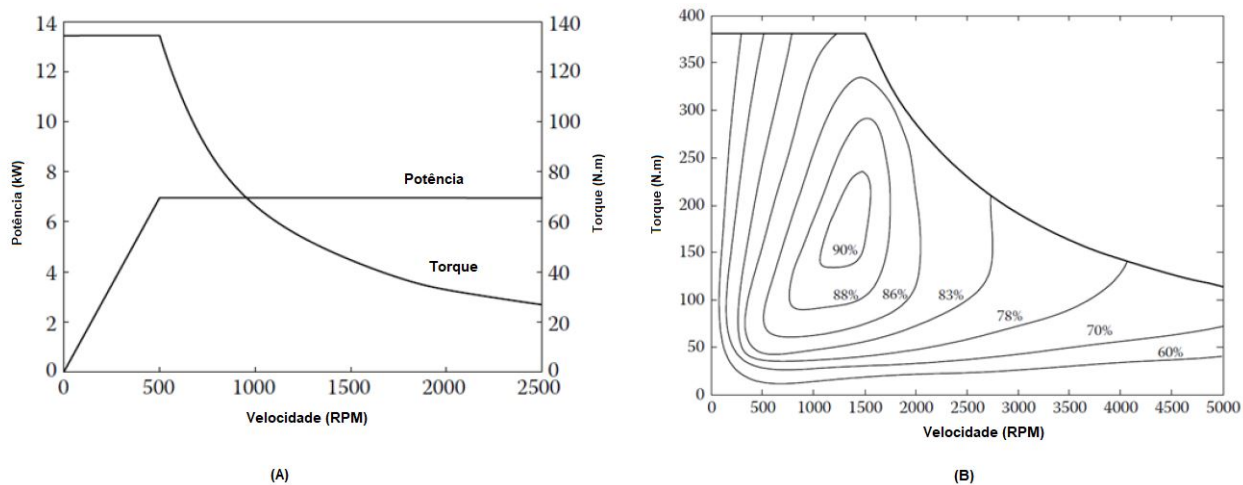 14
12
10
8
6
4
2
0
Potência (kW)
140
120
100
80
60
40
20
0
Torque (N.m)
Potência
Torque
0 500 1000 1500 2000 2500
Velocidade (RPM)
(A)
400
350
300
250
200
150
100
50
0
Torque (N.m)
90%
88%
86%
83%
78%
70%
60%
0 500 1000 1500 2000 2500 3000 3500 4000 4500 5000
Velocidade (RPM)
(B)